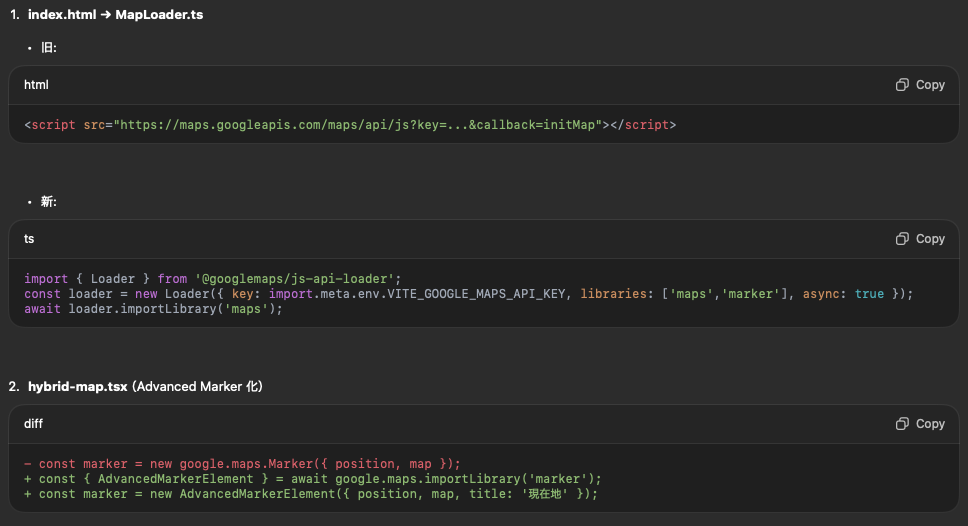 1. index.html → MapLoader.ts
• 旧:
html
Copy
<script src="https://maps.googleapis.com/maps/api/js?key=...&callback=initMap"></script>
• 新:
ts
Copy
import { Loader } from '@googlemaps/js-api-loader';
const loader = new Loader({ key: import.meta.env.VITE_GOOGLE_MAPS_API_KEY, libraries: ['maps','marker'], async: true });
await loader.importLibrary('maps');
2. hybrid-map.tsx (Advanced Marker 化)
diff
Copy
- const marker = new google.maps.Marker({ position, map });
+ const { AdvancedMarkerElement } = await google.maps.importLibrary('marker');
+ const marker = new AdvancedMarkerElement({ position, map, title: '現在地' });